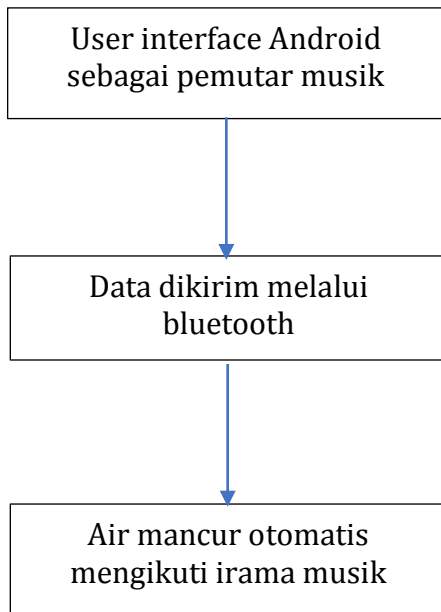 User interface Android
sebagai pemutar musik
Data dikirim melalui
bluetooth
Air mancur otomatis
mengikuti irama musik